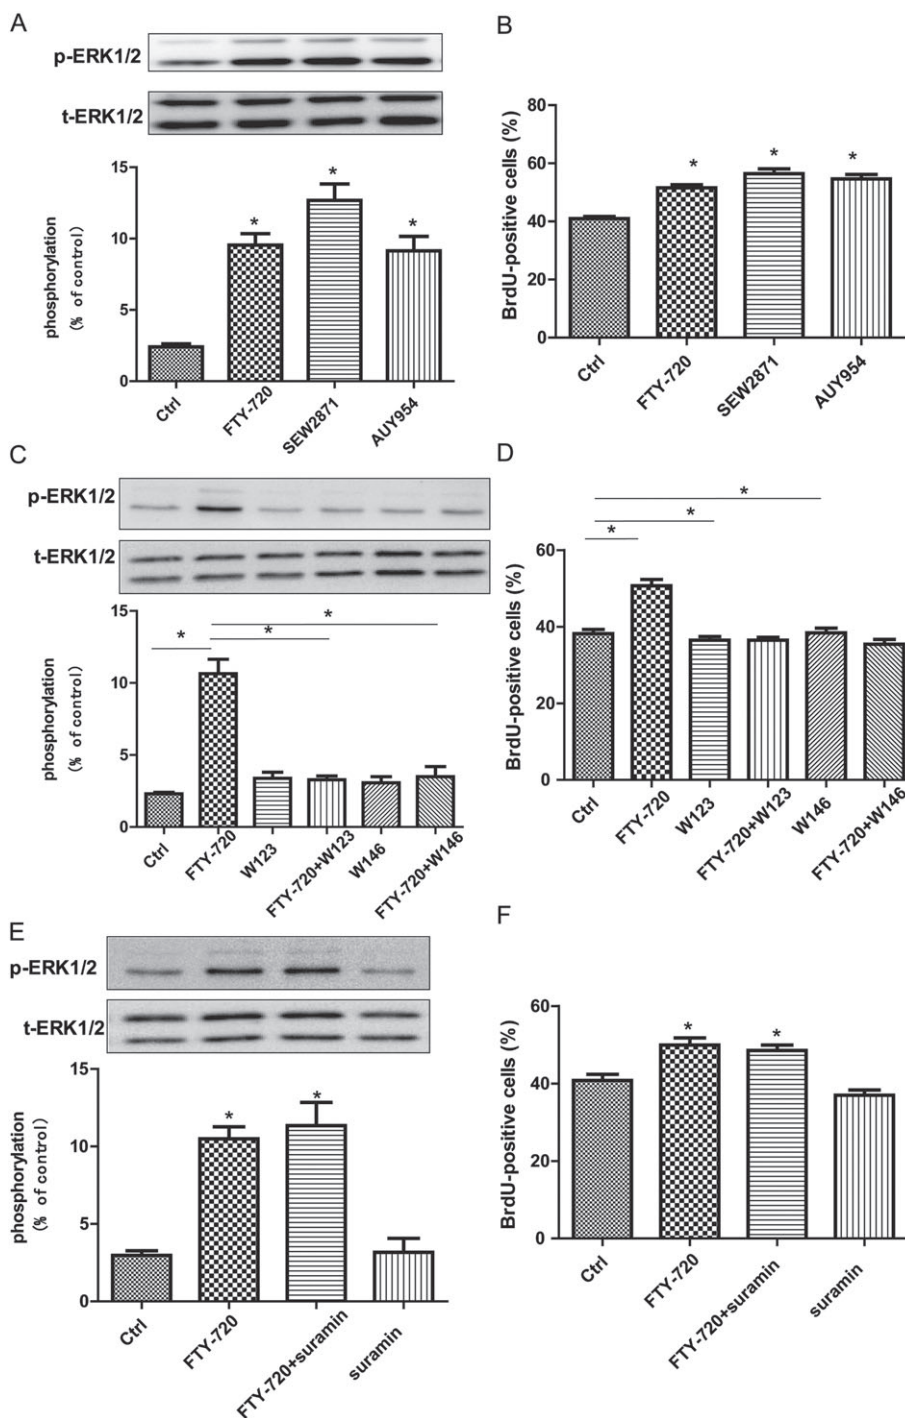 A
p-ERK1/2
t-ERK1/2
15
10
5
0
phosphorylation
(% of control)
*
*
*
Ctrl
FTY-720
SEW2871
AUY954
B
80
60
40
20
0
BrdU-positive cells (%)
*
*
*
Ctrl
FTY-720
SEW2871
AUY954
C
p-ERK1/2
t-ERK1/2
15
10
5
0
phosphorylation
(% of control)
*
*
*
Ctrl
FTY-720
W123
FTY-720+W123
W146
FTY-720+W146
D
60
40
20
0
BrdU-positive cells (%)
*
*
*
Ctrl
FTY-720
W123
FTY-720+W123
W146
FTY-720+W146
E
p-ERK1/2
t-ERK1/2
15
10
5
0
phosphorylation
(% of control)
*
*
Ctrl
FTY-720
FTY-720+suramin
suramin
F
60
40
20
0
BrdU-positive cells (%)
*
*
Ctrl
FTY-720
FTY-720+suramin
suramin